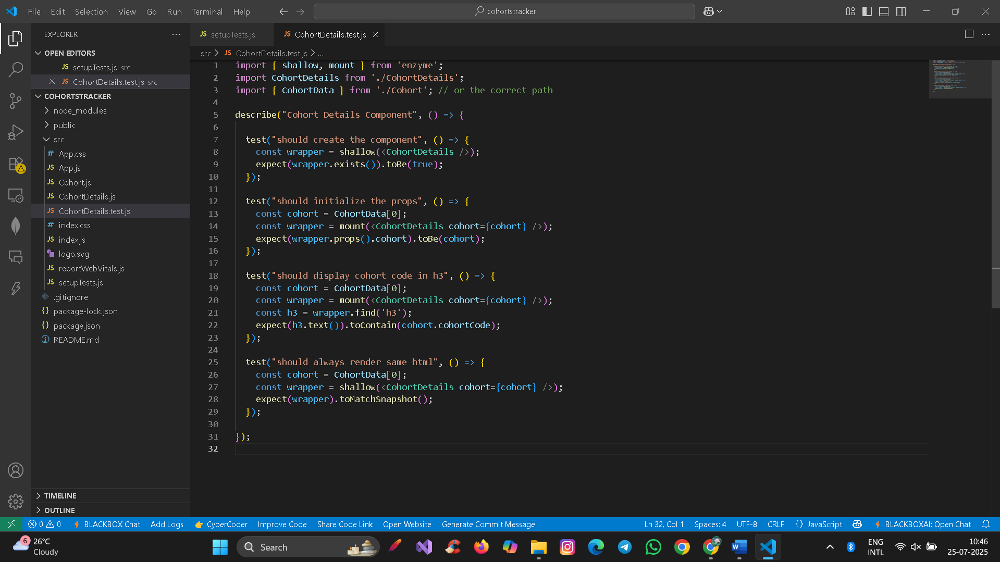 File Edit Selection View Go Run Terminal Help
cohortstracker
EXPLORER
OPEN EDITORS
JS setupTests.js src
JS CohortDetails.test.js src
COHORTSTRACKER
node_modules
public
src
# App.css
JS App.js
JS Cohort.js
JS CohortDetails.js
JS CohortDetails.test.js
# index.css
JS index.js
logo.svg
JS reportWebVitals.js
JS setupTests.js
.gitignore
{} package-lock.json
{} package.json
README.md
TIMELINE
OUTLINE
JS setupTests.js
JS CohortDetails.test.js
src > JS CohortDetails.test.js > ...
1 import { shallow, mount } from 'enzyme';
2 import CohortDetails from './CohortDetails';
3 import { CohortData } from './Cohort'; // or the correct path
4
5 describe("Cohort Details Component", () => {
6
7 test("should create the component", () => {
8 const wrapper = shallow(<CohortDetails />);
9 expect(wrapper.exists()).toBe(true);
10 });
11
12 test("should initialize the props", () => {
13 const cohort = CohortData[0];
14 const wrapper = mount(<CohortDetails cohort={cohort} />);
15 expect(wrapper.props().cohort).toBe(cohort);
16 });
17
18 test("should display cohort code in h3", () => {
19 const cohort = CohortData[0];
20 const wrapper = mount(<CohortDetails cohort={cohort} />);
21 const h3 = wrapper.find('h3');
22 expect(h3.text()).toContain(cohort.cohortCode);
23 });
24
25 test("should always render same html", () => {
26 const cohort = CohortData[0];
27 const wrapper = shallow(<CohortDetails cohort={cohort} />);
28 expect(wrapper).toMatchSnapshot();
29 });
30
31 });
32
0 0 BLACKBOX Chat Add Logs CyberCoder Improve Code Share Code Link Open Website Generate Commit Message Ln 32, Col 1 Spaces: 4 UTF-8 CRLF {} JavaScript BLACKBOXAI: Open Chat
6 26°C
Cloudy
Search
ENG
INTL
10:46
25-07-2025